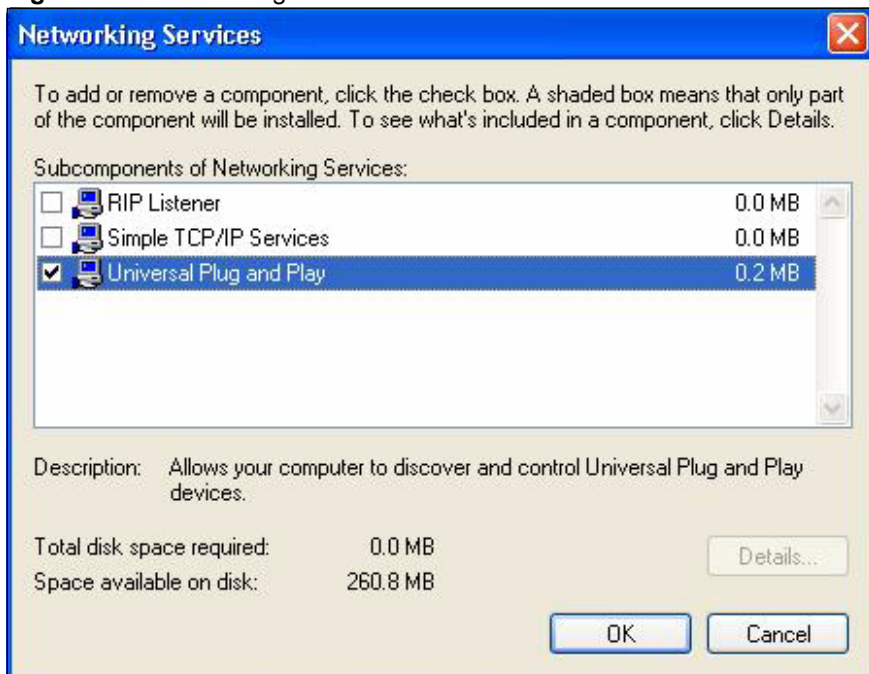 Networking Services
To add or remove a component, click the check box. A shaded box means that only part
of the component will be installed. To see what's included in a component, click Details.
Subcomponents of Networking Services:
RIP Listener 0.0 MB
Simple TCP/IP Services 0.0 MB
Universal Plug and Play 0.2 MB
Description: Allows your computer to discover and control Universal Plug and Play
devices.
Total disk space required: 0.0 MB
Details...
Space available on disk: 260.8 MB
OK Cancel